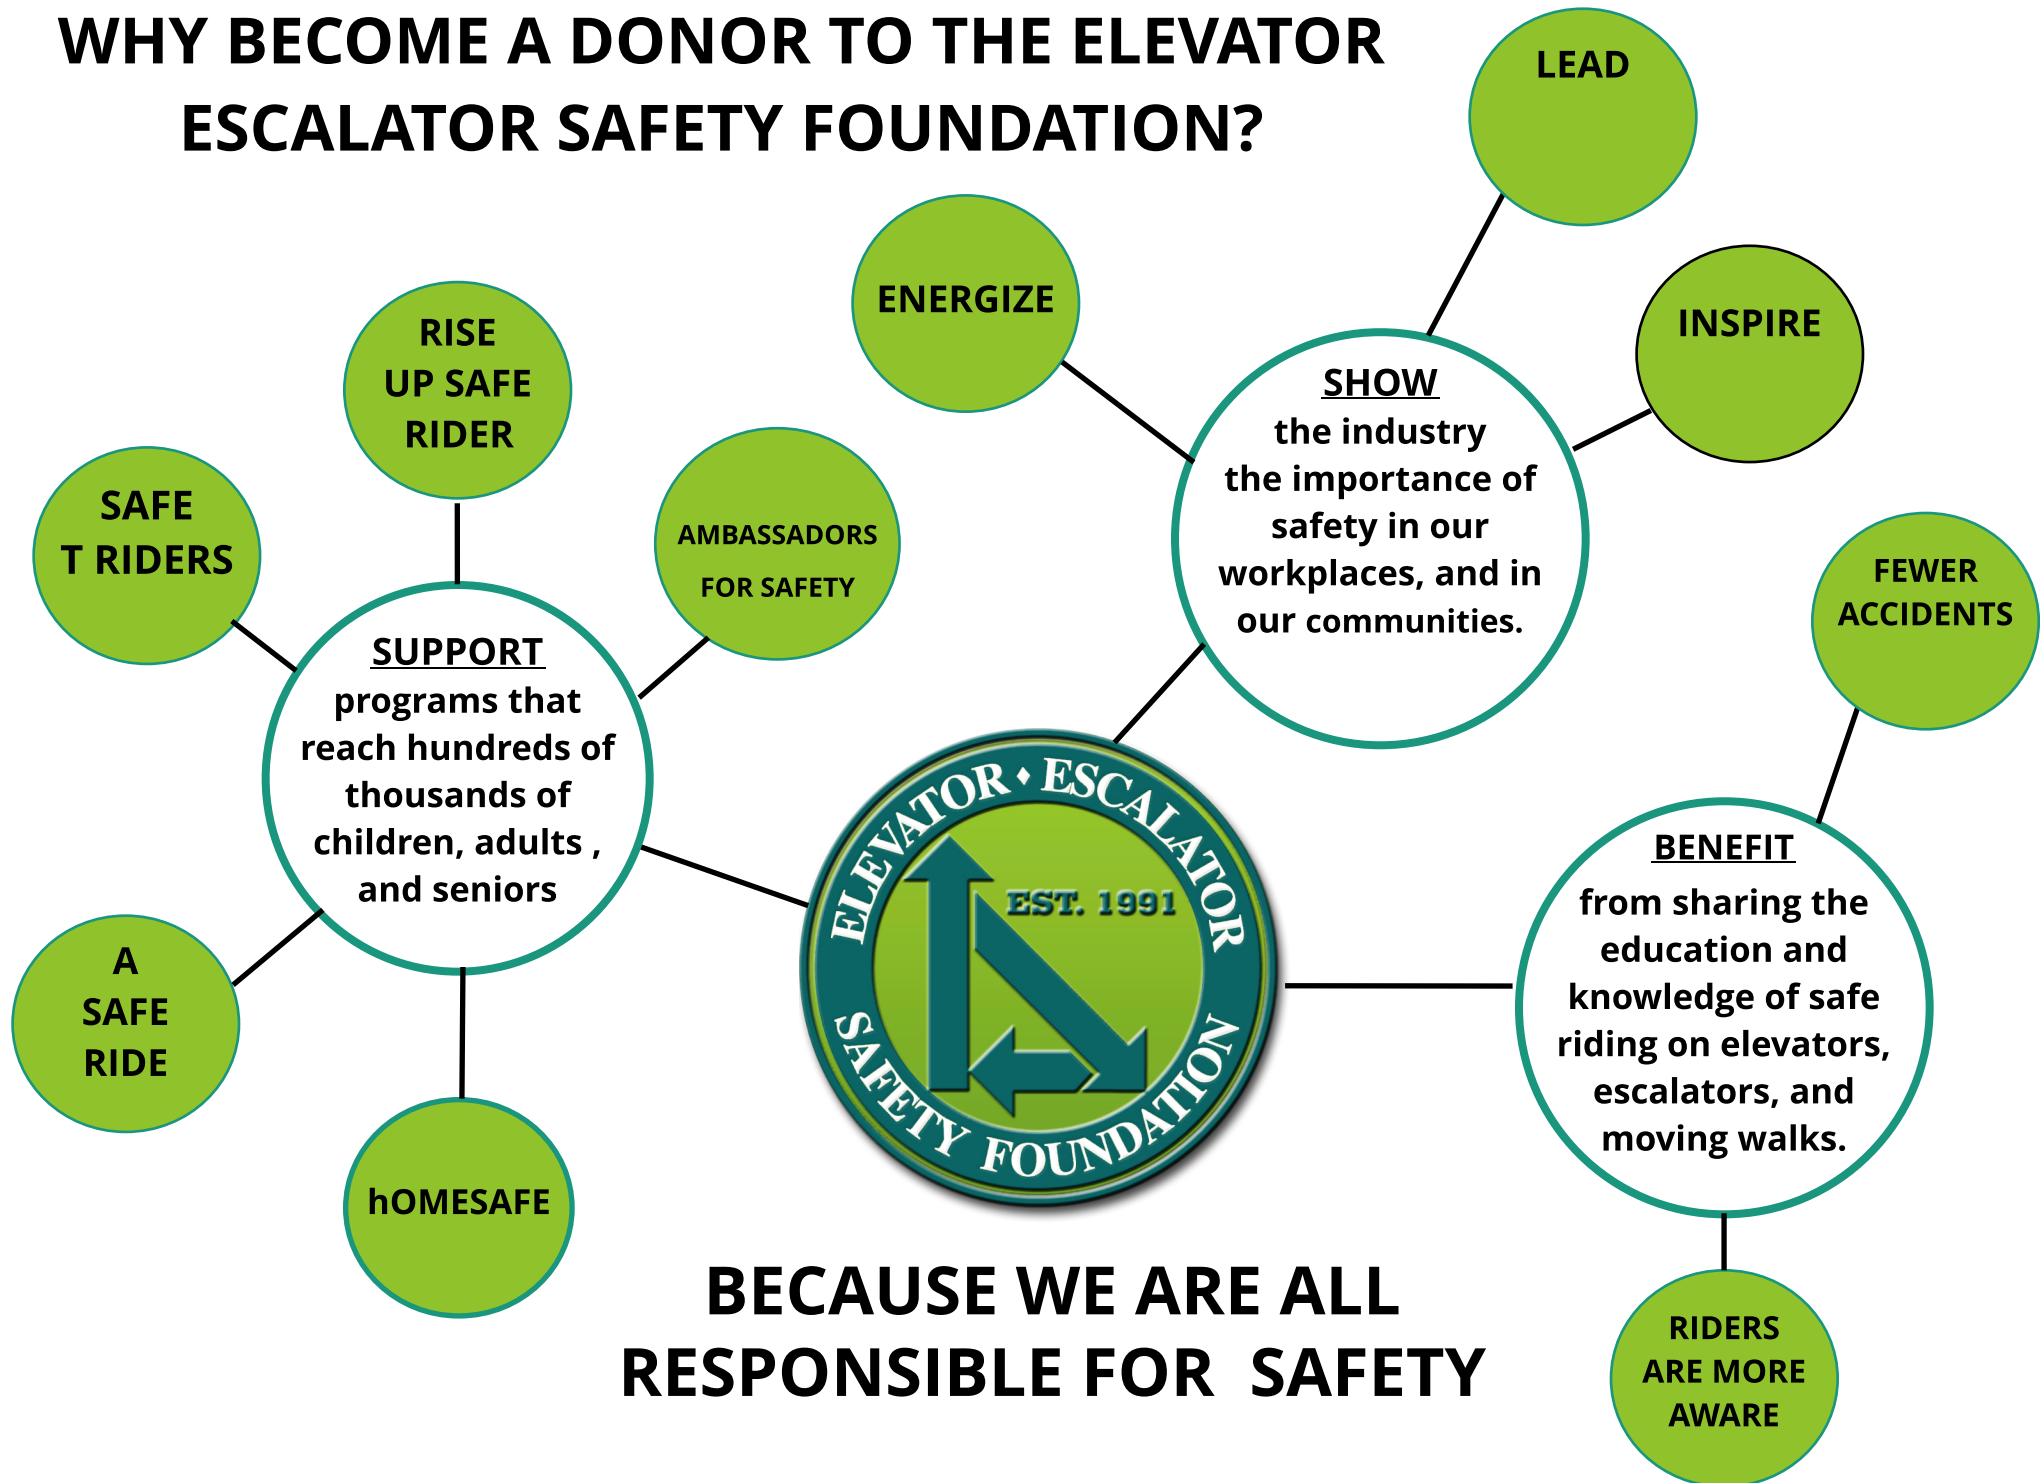 WHY BECOME A DONOR TO THE ELEVATOR
ESCALATOR SAFETY FOUNDATION?
LEAD
ENERGIZE
INSPIRE
SHOW
the industry
the importance of
safety in our
workplaces, and in
our communities.
RISE
UP SAFE
RIDER
SAFE
T RIDERS
AMBASSADORS
FOR SAFETY
SUPPORT
programs that
reach hundreds of
thousands of
children, adults ,
and seniors
A
SAFE
RIDE
hOMESAFE
ELEVATOR ♦ ESCALATOR
EST. 1991
SAFETY FOUNDATION
FEWER
ACCIDENTS
BENEFIT
from sharing the
education and
knowledge of safe
riding on elevators,
escalators, and
moving walks.
RIDERS
ARE MORE
AWARE
BECAUSE WE ARE ALL
RESPONSIBLE FOR  SAFETY